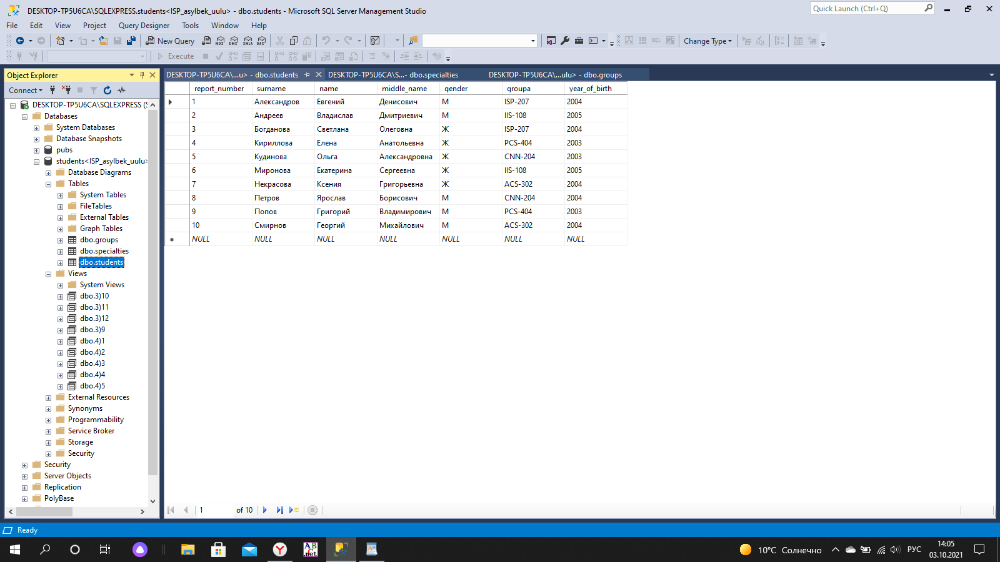 DESKTOP-TP5U6CA\SQLEXPRESS.students<ISP_asylbek_uulu> - dbo.students - Microsoft SQL Server Management Studio
Quick Launch (Ctrl+Q)
File Edit View Project Query Designer Tools Window Help
New Query MDX DMX XMLA DAX SQL Change Type
Execute
Object Explorer
DESKTOP-TP5U6CA\...u> - dbo.students DESKTOP-TP5U6CA\S...- dbo.specialties DESKTOP-TP5U6CA\...ulu> - dbo.groups
Connect
DESKTOP-TP5U6CA\SQLEXPRESS (S
Databases
System Databases
Database Snapshots
pubs
students<ISP_asylbek_uulu>
Database Diagrams
Tables
System Tables
FileTables
External Tables
Graph Tables
dbo.groups
dbo.specialties
dbo.students
Views
System Views
dbo.3)10
dbo.3)11
dbo.3)12
dbo.3)9
dbo.4)1
dbo.4)2
dbo.4)3
dbo.4)4
dbo.4)5
External Resources
Synonyms
Programmability
Service Broker
Storage
Security
Security
Server Objects
Replication
PolyBase
report_number surname name middle_name gender groupa year_of_birth
1 Александров Евгений Денисович М ISP-207 2004
2 Андреев Владислав Дмитриевич М IIS-108 2005
3 Богданова Светлана Олеговна Ж ISP-207 2004
4 Кириллова Елена Анатольевна Ж PCS-404 2003
5 Кудинова Ольга Александровна Ж CNN-204 2003
6 Миронова Екатерина Сергеевна Ж IIS-108 2005
7 Некрасова Ксения Григорьевна Ж ACS-302 2004
8 Петров Ярослав Борисович М CNN-204 2004
9 Попов Григорий Владимирович М PCS-404 2003
10 Смирнов Георгий Михайлович М ACS-302 2004
NULL NULL NULL NULL NULL NULL NULL
1 of 10
Ready
ABC.net
10°C Солнечно
РУС
14:05
03.10.2021